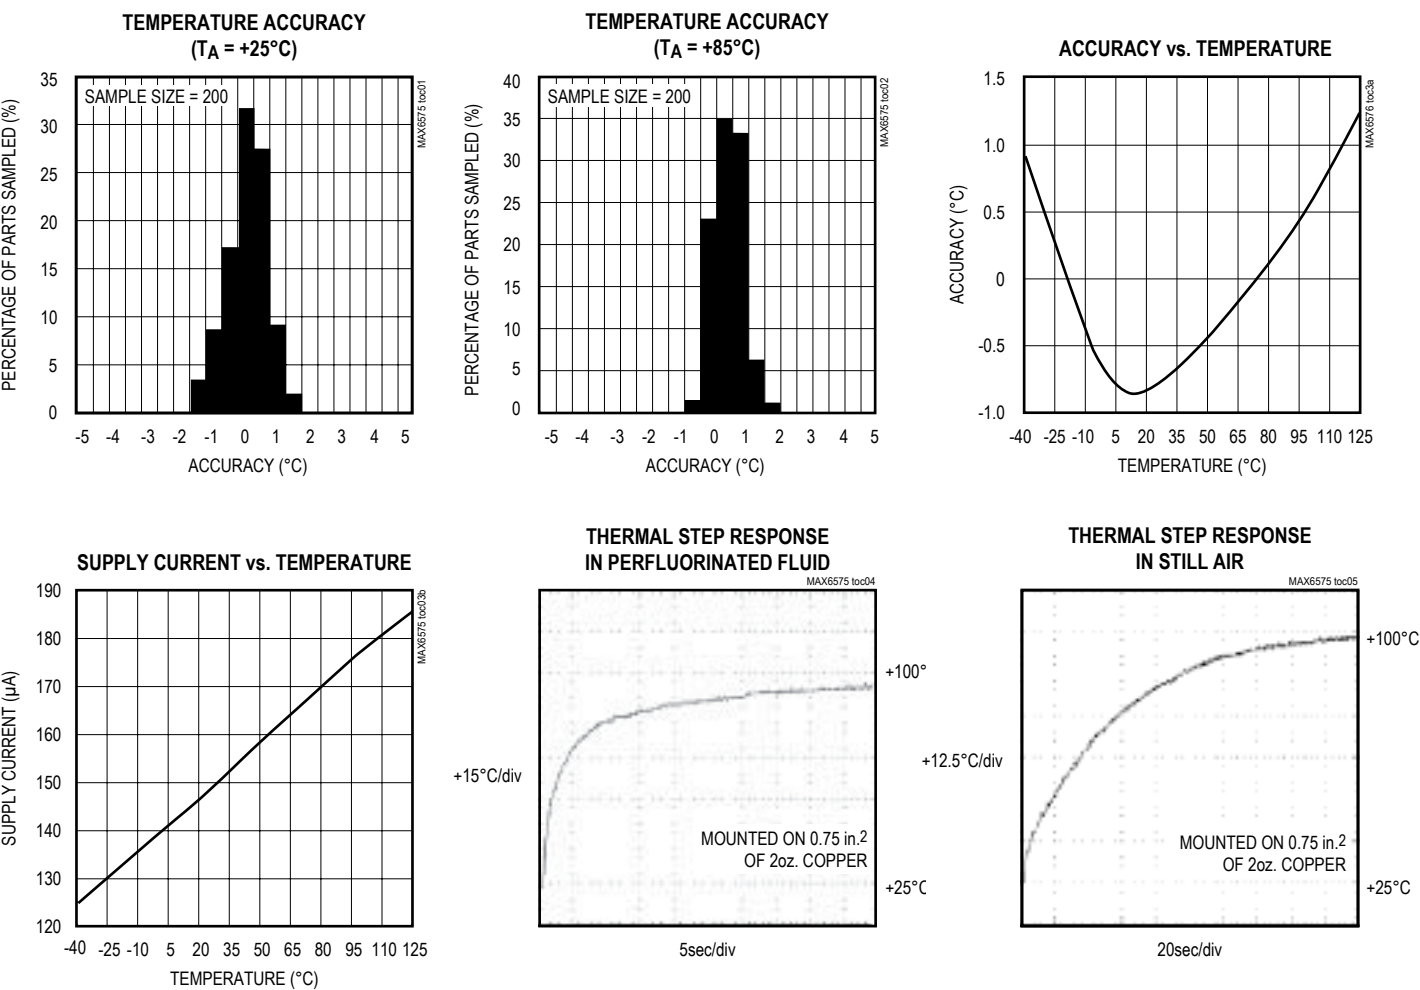 TEMPERATURE ACCURACY
(TA = +25°C)
PERCENTAGE OF PARTS SAMPLED (%)
35
30
25
20
15
10
5
0
SAMPLE SIZE = 200
MAX6575 toc01
-5 -4 -3 -2 -1 0 1 2 3 4 5
ACCURACY (°C)
TEMPERATURE ACCURACY
(TA = +85°C)
PERCENTAGE OF PARTS SAMPLED (%)
40
35
30
25
20
15
10
5
0
SAMPLE SIZE = 200
MAX6575 toc02
-5 -4 -3 -2 -1 0 1 2 3 4 5
ACCURACY (°C)
ACCURACY vs. TEMPERATURE
ACCURACY (°C)
1.5
1.0
0.5
0
-0.5
-1.0
MAX6576 toc3a
-40 -25 -10 5 20 35 50 65 80 95 110 125
TEMPERATURE (°C)
SUPPLY CURRENT vs. TEMPERATURE
SUPPLY CURRENT (µA)
190
180
170
160
150
140
130
120
MAX6575 toc03b
-40 -25 -10 5 20 35 50 65 80 95 110 125
TEMPERATURE (°C)
THERMAL STEP RESPONSE
IN PERFLUORINATED FLUID
MAX6575 toc04
+100°
+15°C/div
MOUNTED ON 0.75 in.2
OF 2oz. COPPER
+25°C
5sec/div
THERMAL STEP RESPONSE
IN STILL AIR
MAX6575 toc05
+100°C
+12.5°C/div
MOUNTED ON 0.75 in.2
OF 2oz. COPPER
+25°C
20sec/div